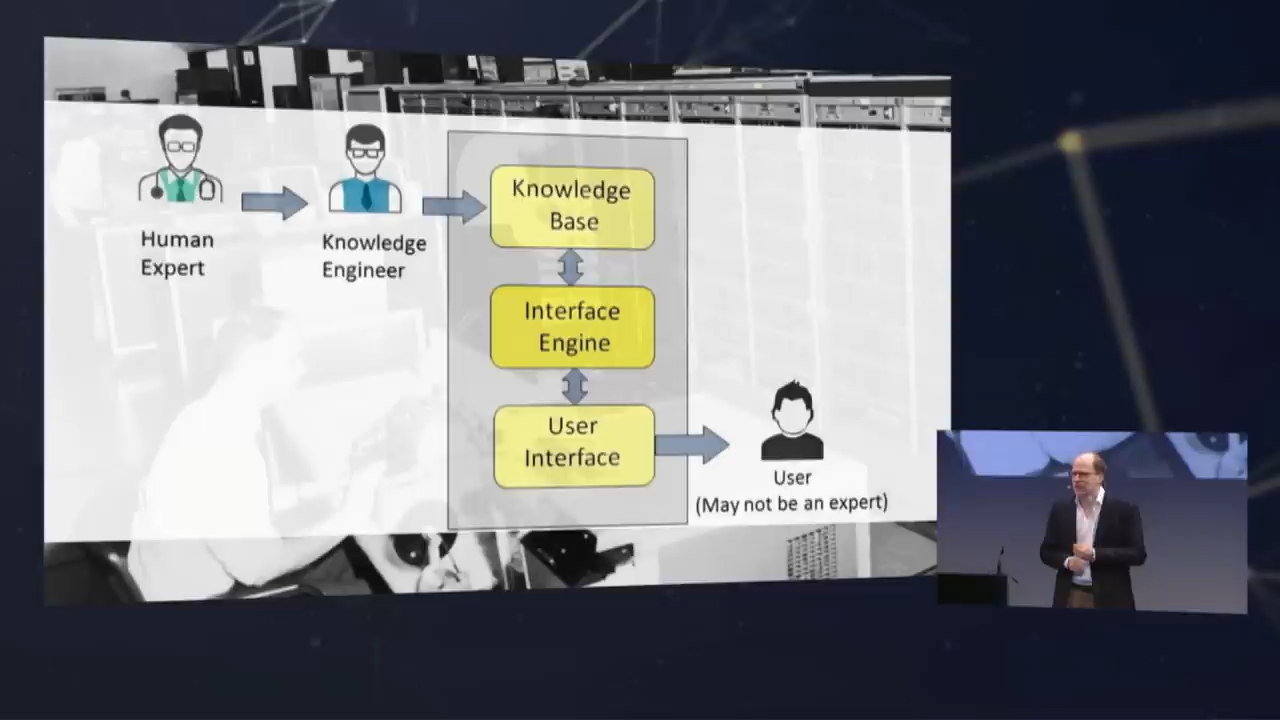 Human
Expert
Knowledge
Engineer
Knowledge
Base
Interface
Engine
User
Interface
User
(May not be an expert)